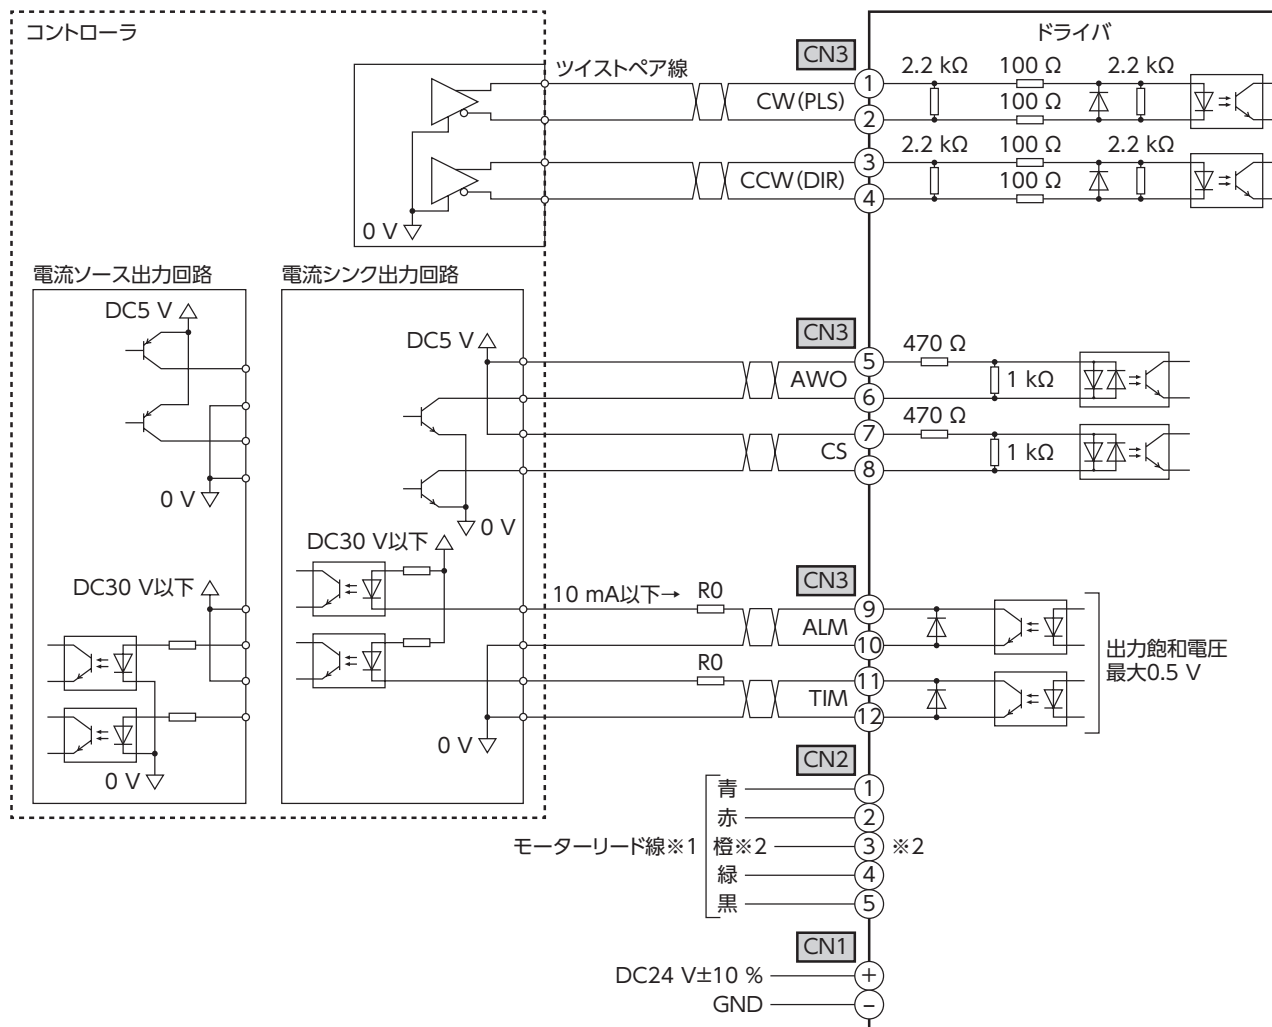 コントローラ
ドライバ
CN3
ツイストペア線
2.2 kΩ
100 Ω
2.2 kΩ
1
CW(PLS)
100 Ω
2
2.2 kΩ
100 Ω
2.2 kΩ
3
CCW(DIR)
100 Ω
4
0 V
電流ソース出力回路
電流シンク出力回路
DC5 V
DC5 V
CN3
470 Ω
5
AWO
1 kΩ
6
470 Ω
7
CS
1 kΩ
8
0 V
0 V
DC30 V以下
DC30 V以下
CN3
10 mA以下→
R0
9
ALM
10
R0
11
TIM
12
出力飽和電圧
最大0.5 V
0 V
0 V
CN2
青
1
赤
2
モーターリード線※1
橙※2
3
※2
緑
4
黒
5
CN1
DC24 V±10 %
+
GND
−